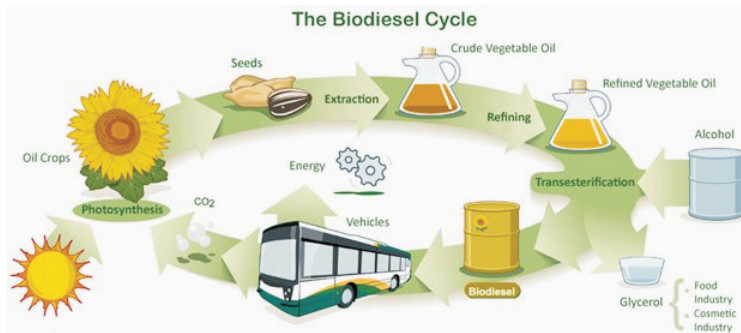 The Biodiesel Cycle
Seeds
Crude Vegetable Oil
Extraction
Refined Vegetable Oil
Refining
Alcohol
Oil Crops
Energy
Transesterification
Photosynthesis
CO2
Vehicles
Biodiesel
Glycerol
Food
Industry
Cosmetic
Industry